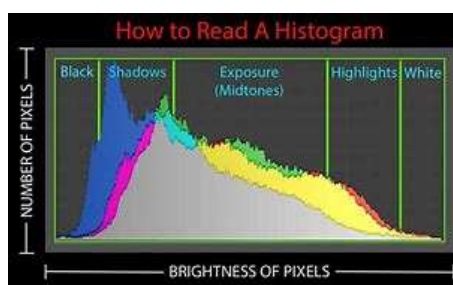 How to Read A Histogram
Black Shadows Exposure Highlights White
(Midtones)
NUMBER OF PIXELS
BRIGHTNESS OF PIXELS